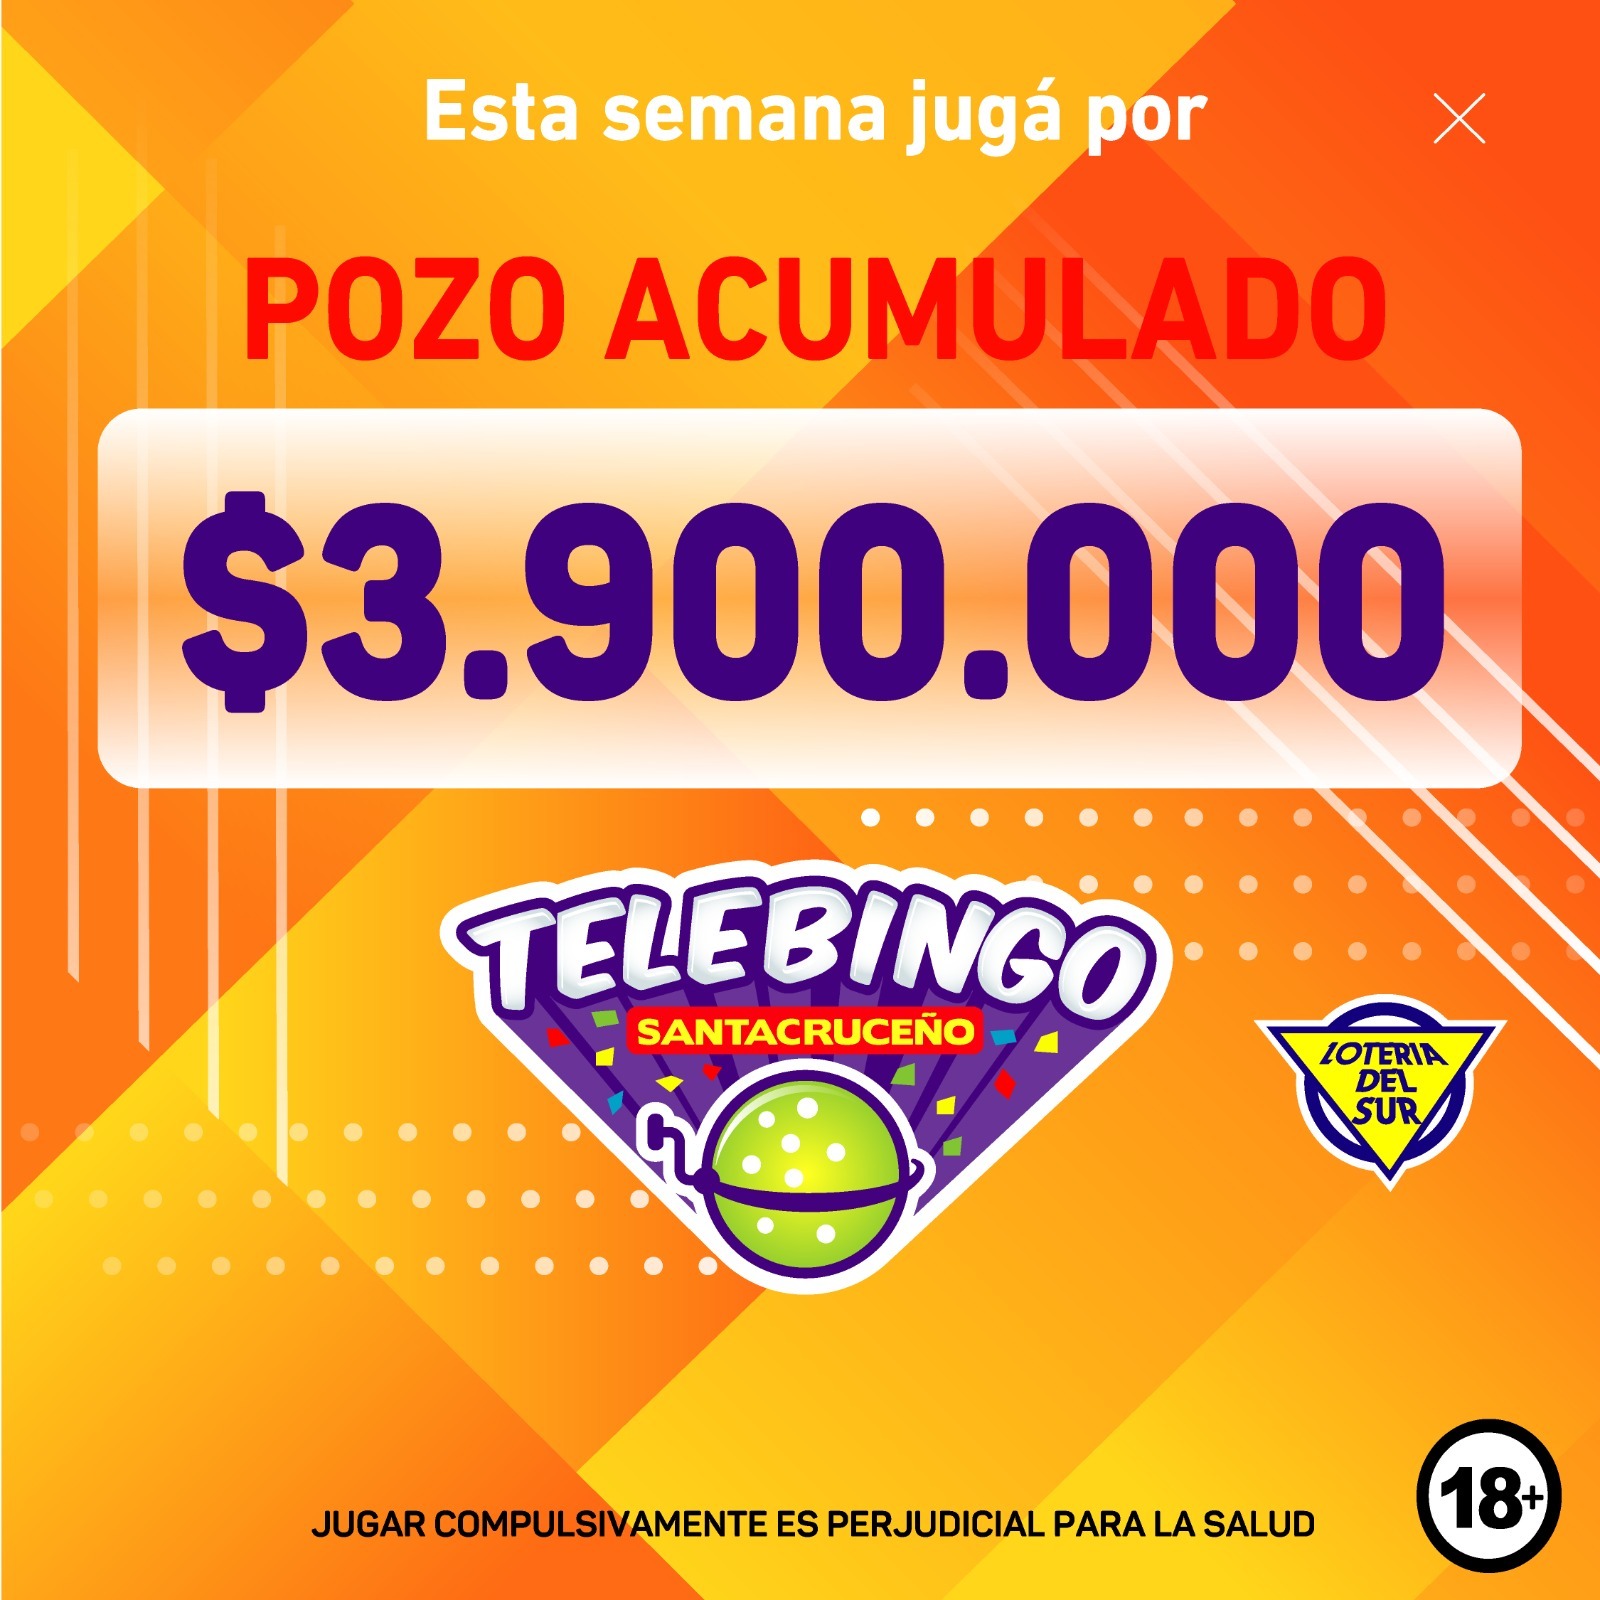 Esta semana jugá por
POZO ACUMULADO
$3.900.000
TELEBINGO
SANTACRUCEÑO
LOTERIA
DEL
SUR
18+
JUGAR COMPULSIVAMENTE ES PERJUDICIAL PARA LA SALUD